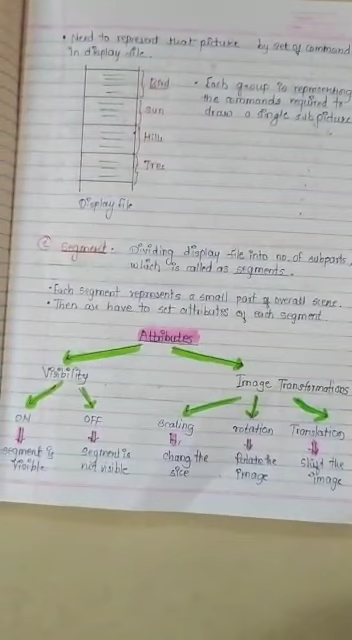 • Need to represent that picture by set of command
in display file.
Bird
Sun
Hills
Tree
• Each group is representing
the commands required to
draw a single subpicture
Display file
② Segment. Dividing display file into no. of subparts.
which is called as segments.
• Each segment represents a small part of overall scene.
• Then we have to set attributes of each segment.
Attributes
Visibility
Image Transformations
ON OFF Scaling rotation Translation
segment is segment is chang the Rotate the shift the
visible not visible size image image